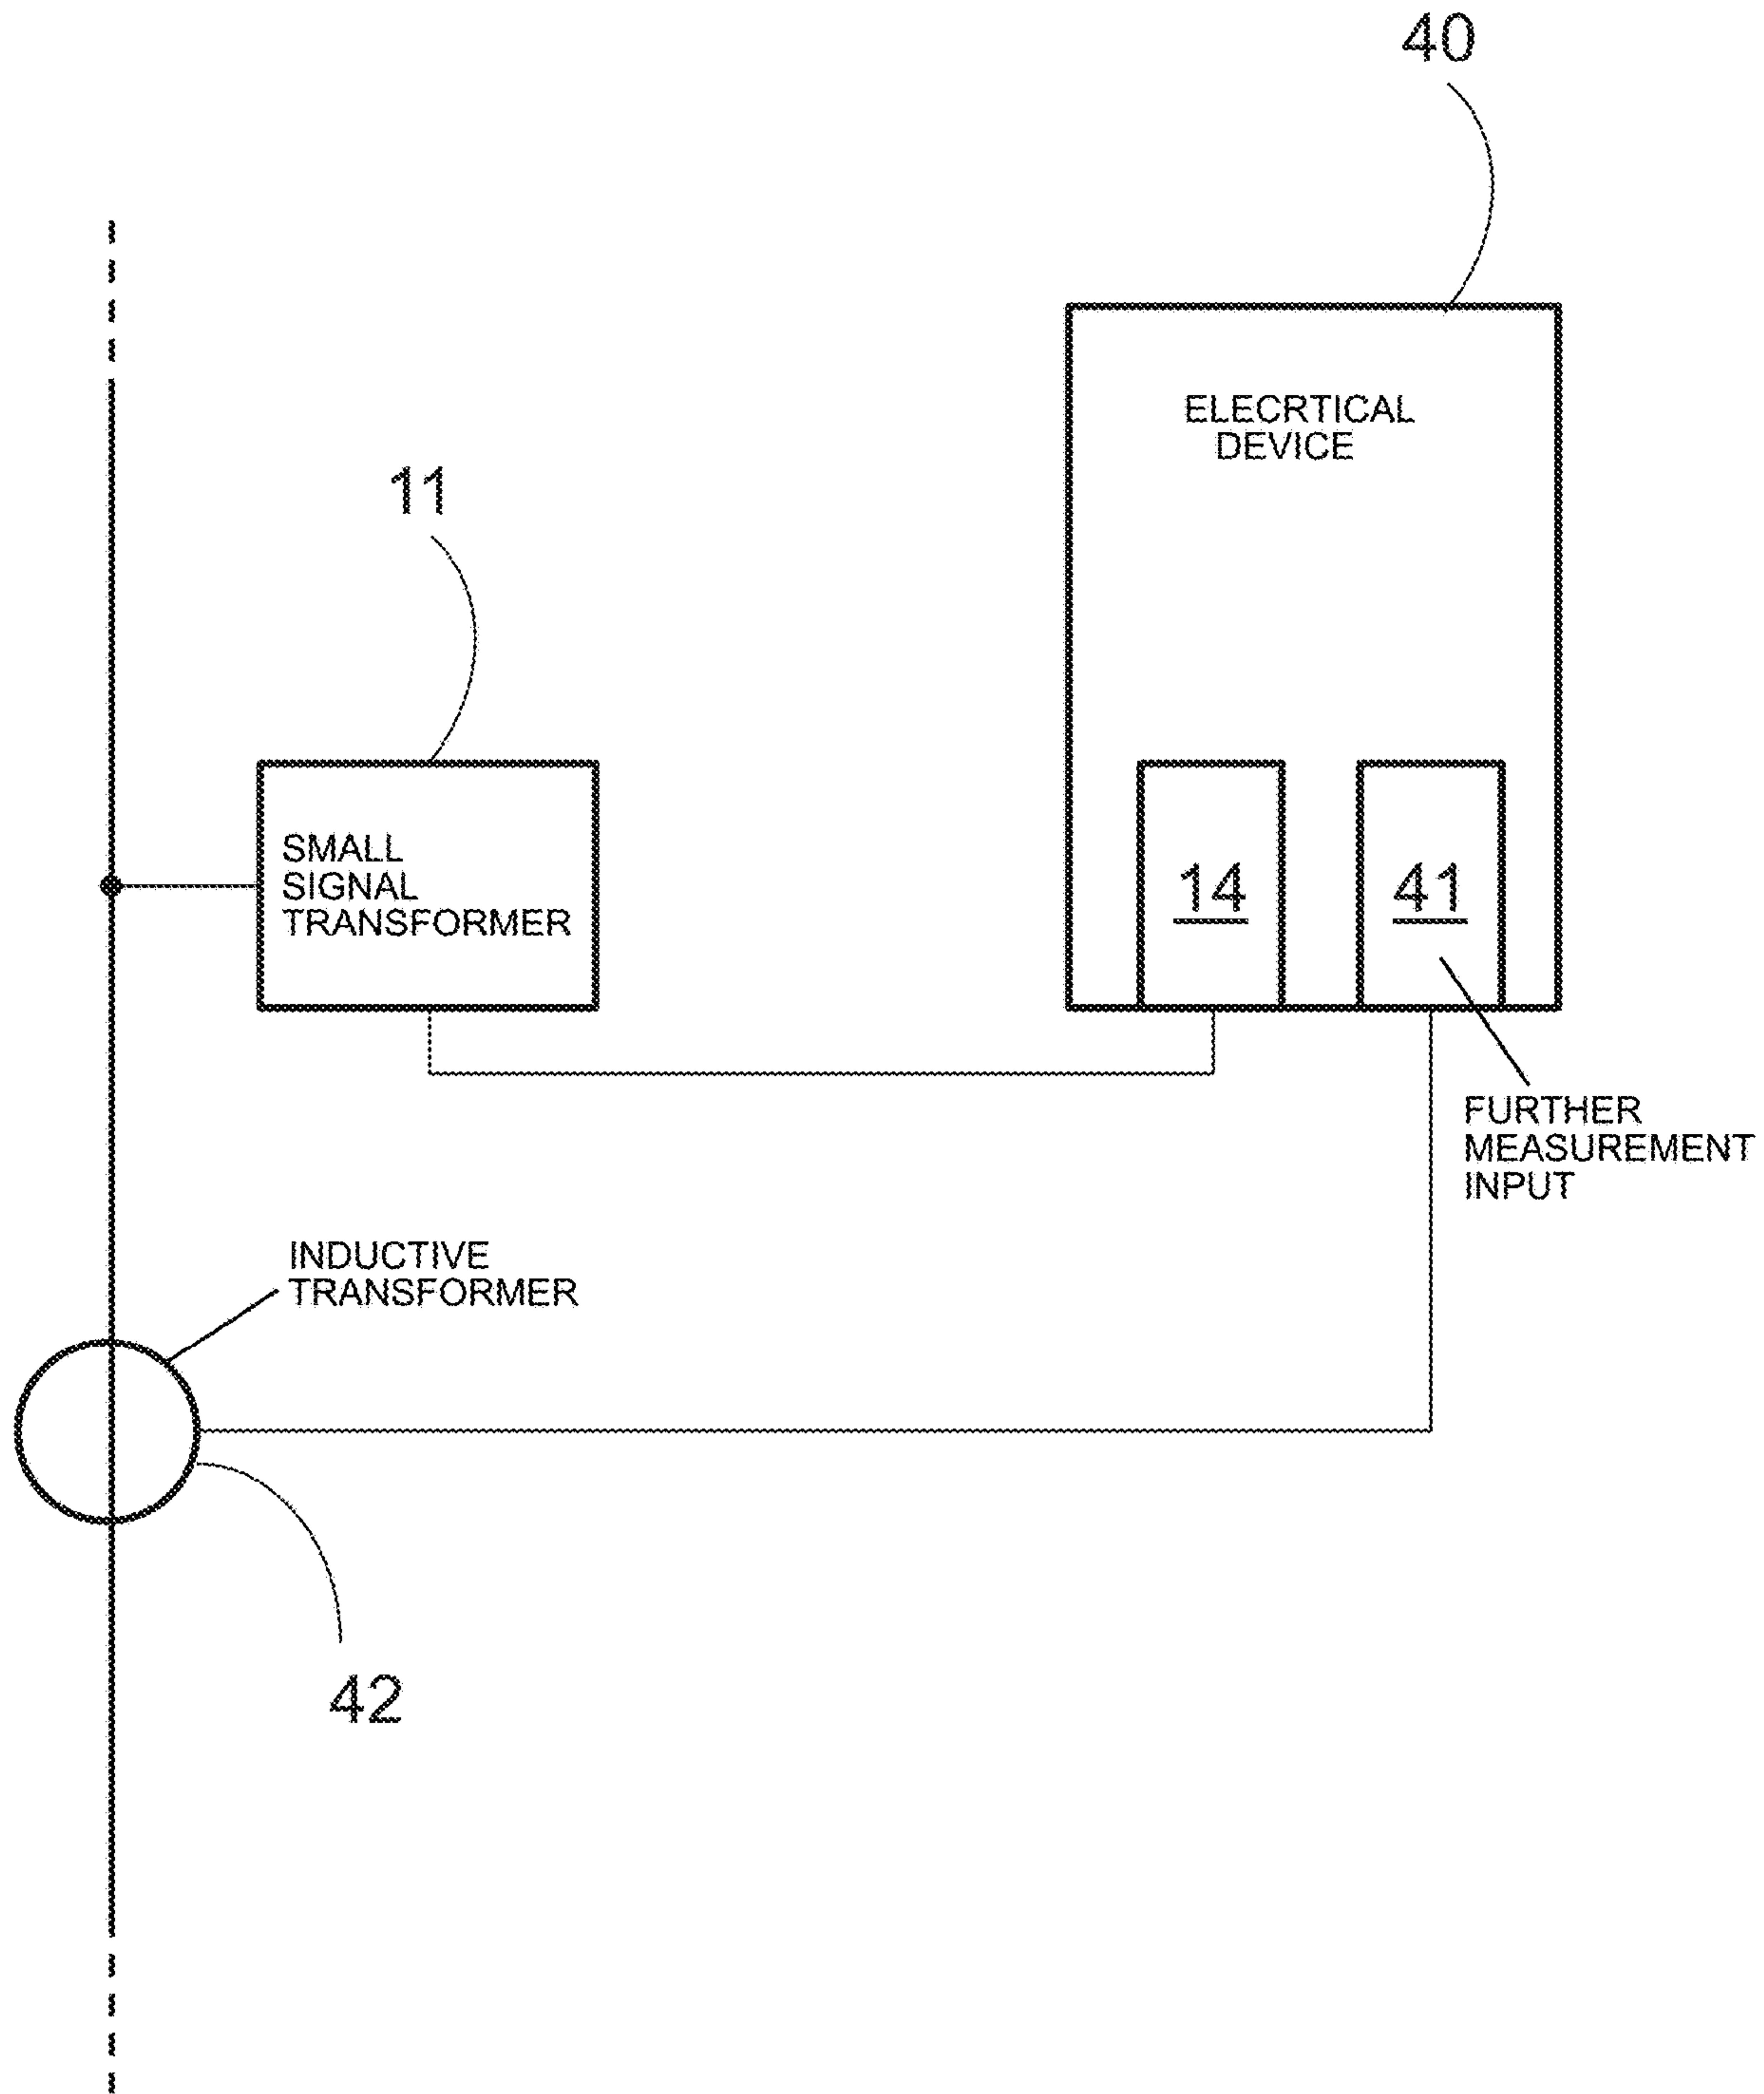 40
ELECRTICAL
DEVICE
11
SMALL
SIGNAL
TRANSFORMER
14
41
FURTHER
MEASUREMENT
INPUT
INDUCTIVE
TRANSFORMER
42